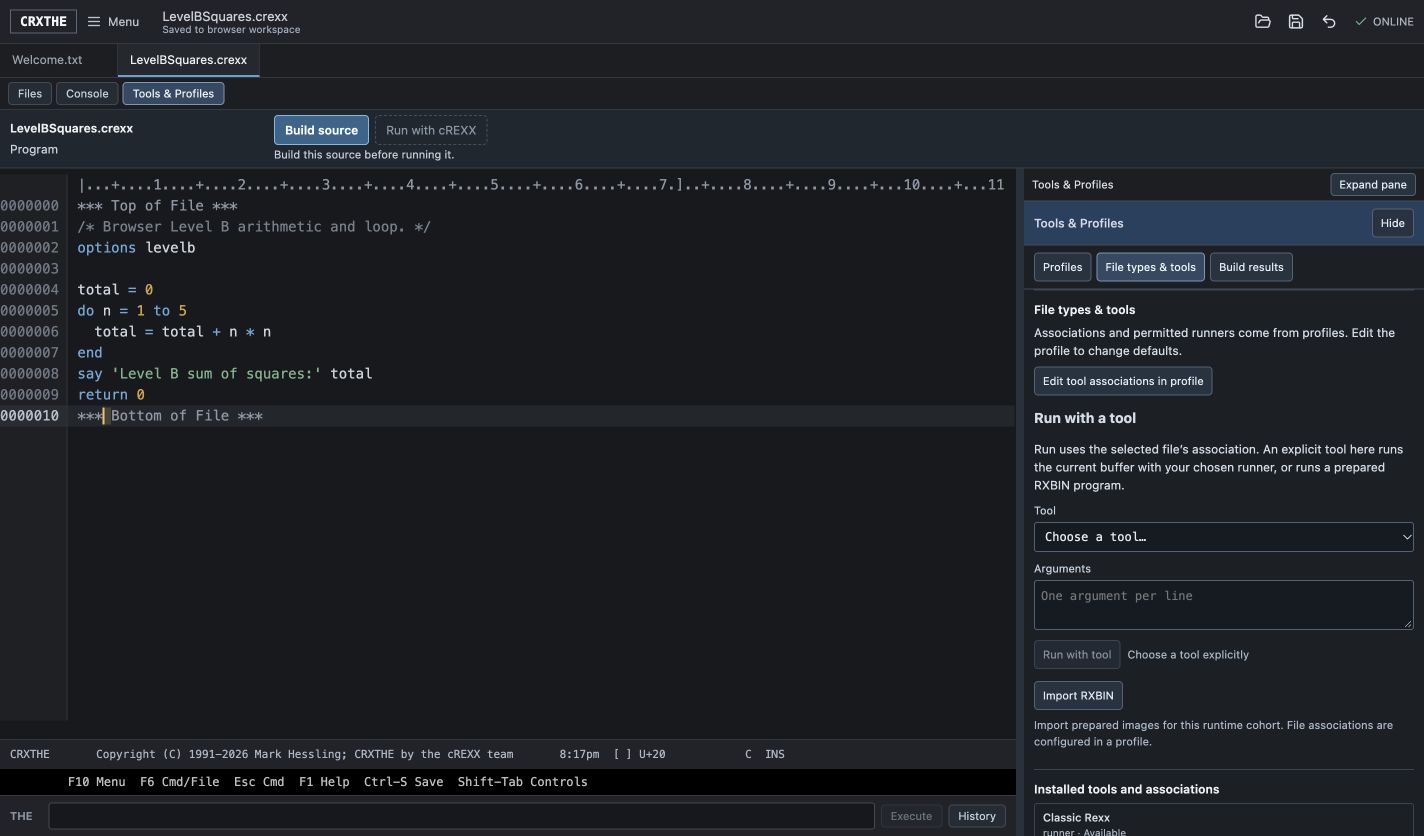 CRXTHE
Menu
LevelBSquares.crexx
Saved to browser workspace
ONLINE
Welcome.txt
LevelBSquares.crexx
Files
Console
Tools & Profiles
LevelBSquares.crexx
Program
Build source
Run with cREXX
Build this source before running it.
|...+....1....+....2....+....3....+....4....+....5....+....6....+....7.]..+....8....+....9....+...10....+...11
0000000 *** Top of File ***
0000001 /* Browser Level B arithmetic and loop. */
0000002 options levelb
0000003
0000004 total = 0
0000005 do n = 1 to 5
0000006   total = total + n * n
0000007 end
0000008 say 'Level B sum of squares:' total
0000009 return 0
0000010 *** Bottom of File ***
CRXTHE Copyright (C) 1991-2026 Mark Hessling; CRXTHE by the cREXX team 8:17pm [ ] U+20 C INS
F10 Menu F6 Cmd/File Esc Cmd F1 Help Ctrl-S Save Shift-Tab Controls
THE
Execute
History
Tools & Profiles
Expand pane
Tools & Profiles
Hide
Profiles
File types & tools
Build results
File types & tools
Associations and permitted runners come from profiles. Edit the
profile to change defaults.
Edit tool associations in profile
Run with a tool
Run uses the selected file’s association. An explicit tool here runs
the current buffer with your chosen runner, or runs a prepared
RXBIN program.
Tool
Choose a tool…
Arguments
One argument per line
Run with tool
Choose a tool explicitly
Import RXBIN
Import prepared images for this runtime cohort. File associations are
configured in a profile.
Installed tools and associations
Classic Rexx
runner · Available